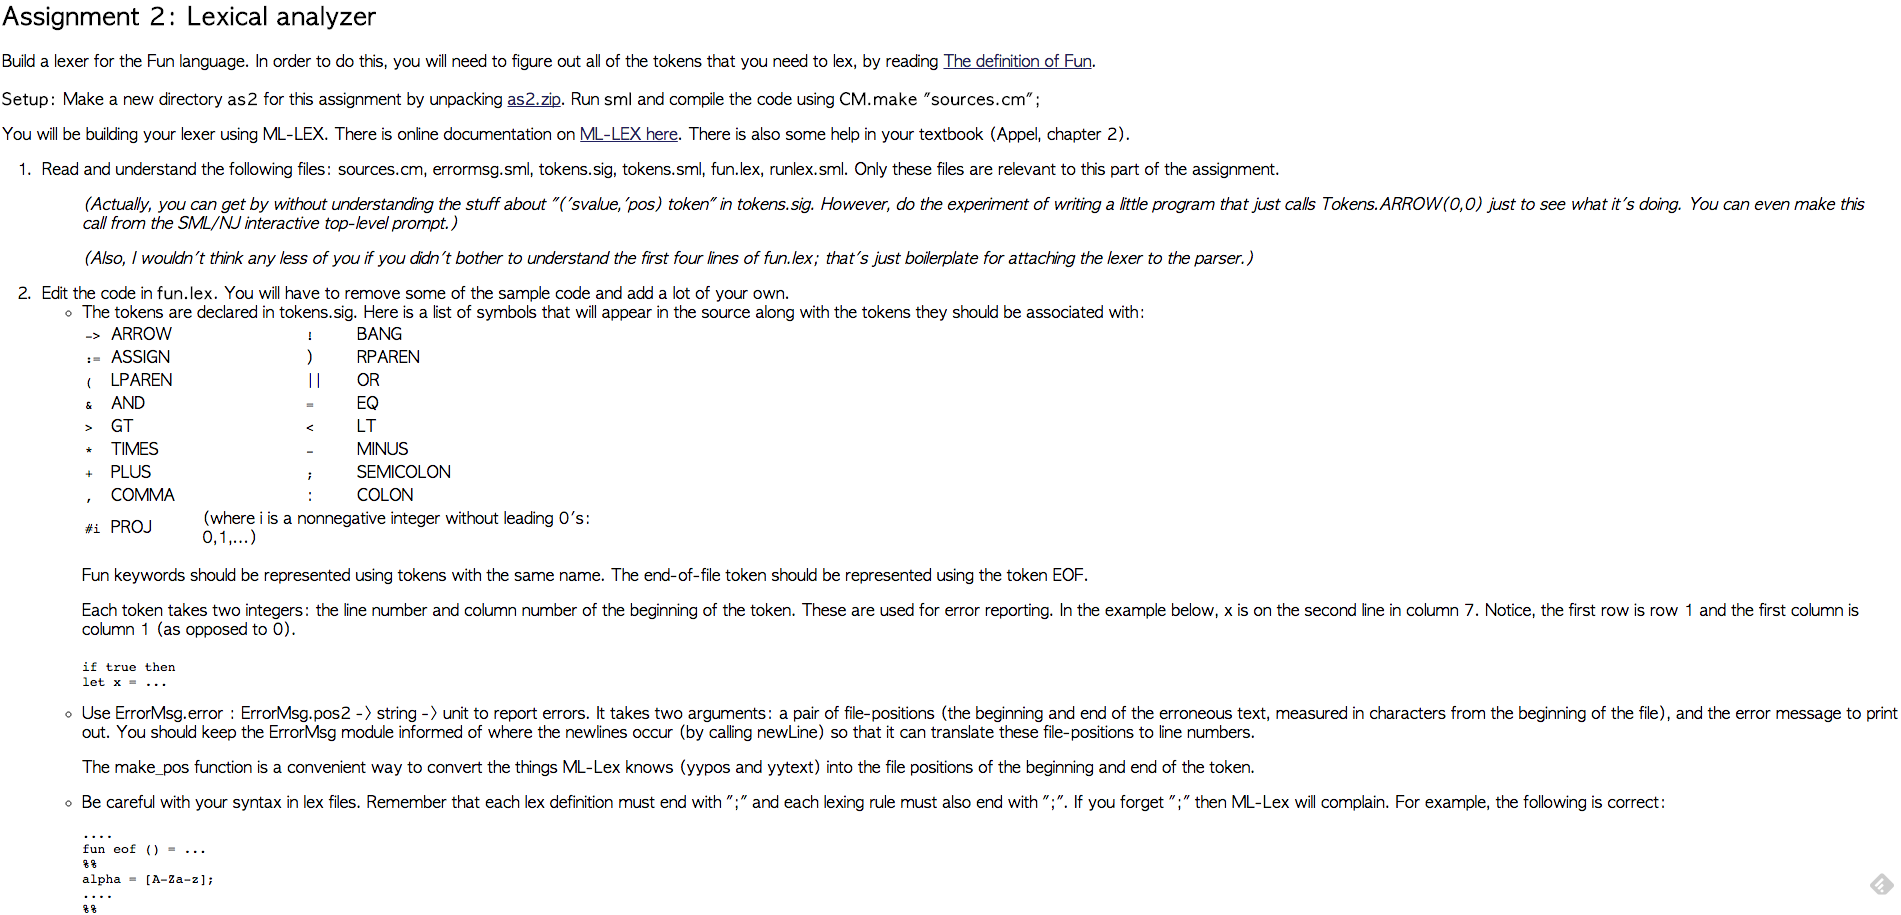 Assignment 2: Lexical analyzer
Build a lexer for the Fun language. In order to do this, you will need to figure out all of the tokens that you need to lex, by reading The definition of Fun.
Setup: Make a new directory as2 for this assignment by unpacking as2.zip. Run sml and compile the code using CM.make "sources.cm";
You will be building your lexer using ML-LEX. There is online documentation on ML-LEX here. There is also some help in your textbook (Appel, chapter 2).
1. Read and understand the following files: sources.cm, errormsg.sml, tokens.sig, tokens.sml, fun.lex, runlex.sml. Only these files are relevant to this part of the assignment.
(Actually, you can get by without understanding the stuff about "('svalue,'pos) token" in tokens.sig. However, do the experiment of writing a little program that just calls Tokens.ARROW(0,0) just to see what it's doing. You can even make this
call from the SML/NJ interactive top-level prompt.)
(Also, I wouldn't think any less of you if you didn't bother to understand the first four lines of fun.lex; that's just boilerplate for attaching the lexer to the parser.)
2. Edit the code in fun.lex. You will have to remove some of the sample code and add a lot of your own.
◦ The tokens are declared in tokens.sig. Here is a list of symbols that will appear in the source along with the tokens they should be associated with:
-> ARROW ! BANG
:= ASSIGN ) RPAREN
( LPAREN || OR
& AND = EQ
> GT < LT
* TIMES - MINUS
+ PLUS ; SEMICOLON
, COMMA : COLON
#i PROJ (where i is a nonnegative integer without leading 0's:
0,1,...)
Fun keywords should be represented using tokens with the same name. The end-of-file token should be represented using the token EOF.
Each token takes two integers: the line number and column number of the beginning of the token. These are used for error reporting. In the example below, x is on the second line in column 7. Notice, the first row is row 1 and the first column is
column 1 (as opposed to 0).
if true then
let x = ...
◦ Use ErrorMsg.error : ErrorMsg.pos2 -> string -> unit to report errors. It takes two arguments: a pair of file-positions (the beginning and end of the erroneous text, measured in characters from the beginning of the file), and the error message to print
out. You should keep the ErrorMsg module informed of where the newlines occur (by calling newLine) so that it can translate these file-positions to line numbers.
The make_pos function is a convenient way to convert the things ML-Lex knows (yypos and yytext) into the file positions of the beginning and end of the token.
◦ Be careful with your syntax in lex files. Remember that each lex definition must end with ";" and each lexing rule must also end with ";". If you forget ";" then ML-Lex will complain. For example, the following is correct:
....
fun eof () = ...
%%
alpha = [A-Za-z];
....
%%